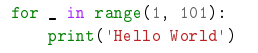 for _ in range(1, 101):
    print('Hello World')